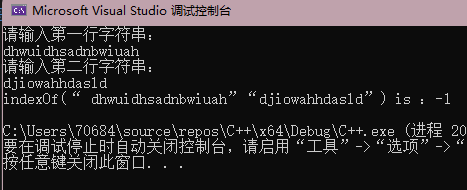 Microsoft Visual Studio 调试控制台
请输入第一行字符串:
dhwuidhsadnbwiuah
请输入第二行字符串:
djiowahhdasld
indexOf(“ dhwuidhsadnbwiuah”“djiowahhdasld”) is :-1
C:\Users\70684\source\repos\C++\x64\Debug\C++.exe (进程 20
要在调试停止时自动关闭控制台，请启用“工具”->“选项”->“
按任意键关闭此窗口. . .